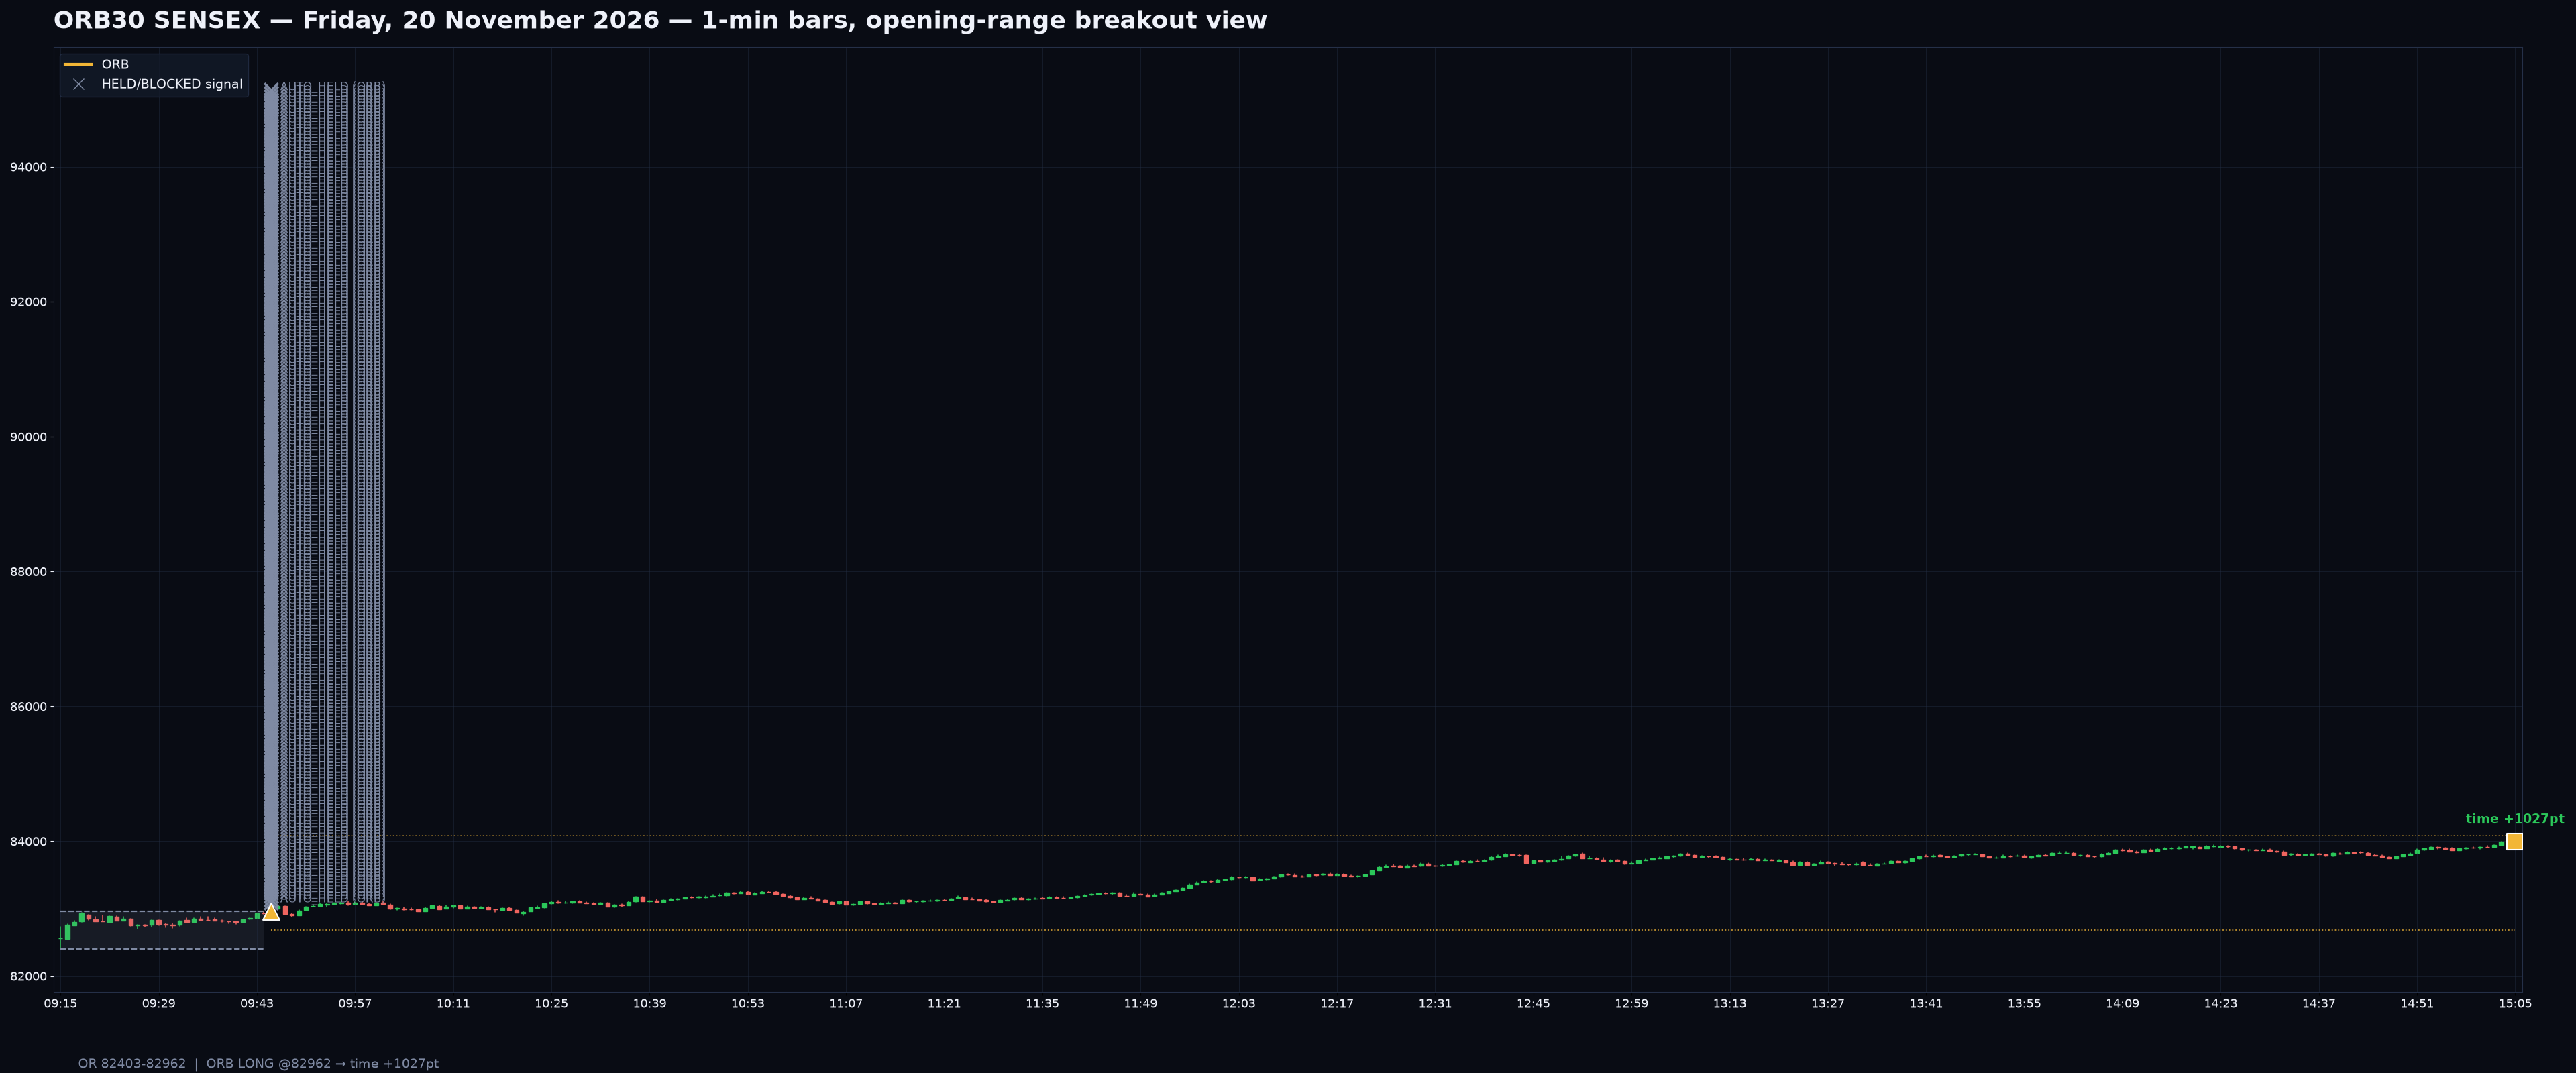 ORB30 SENSEX — Friday, 20 November 2026 — 1-min bars, opening-range breakout view
ORB
HELD/BLOCKED signal
AUTO_HELD (ORB)
94000
92000
90000
88000
86000
84000
82000
time +1027pt
AUTO_HELD (ORB)
09:15 09:29 09:43 09:57 10:11 10:25 10:39 10:53 11:07 11:21 11:35 11:49 12:03 12:17 12:31 12:45 12:59 13:13 13:27 13:41 13:55 14:09 14:23 14:37 14:51 15:05
OR 82403-82962 | ORB LONG @82962 → time +1027pt